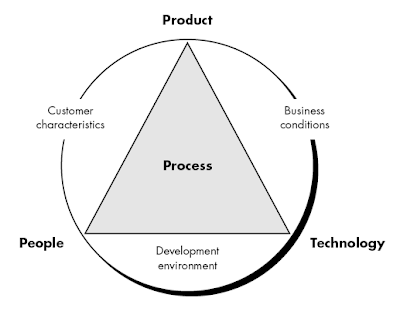 Product
Customer
characteristics
Business
conditions
Process
People
Technology
Development
environment